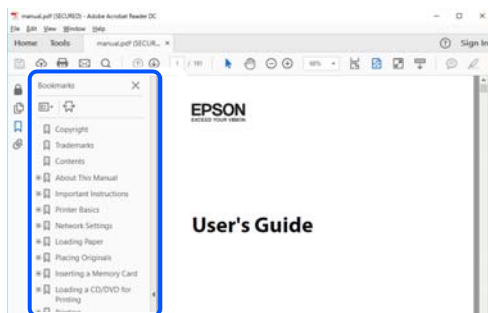 manual.pdf (SECURED) - Adobe Acrobat Reader DC
File Edit View Window Help
Home Tools manual.pdf (SECUR... × Sign In
1 / 191
Bookmarks
Copyright
Trademarks
Contents
About This Manual
Important Instructions
Printer Basics
Network Settings
Loading Paper
Placing Originals
Inserting a Memory Card
Loading a CD/DVD for
Printing
EPSON
EXCEED YOUR VISION
User's Guide